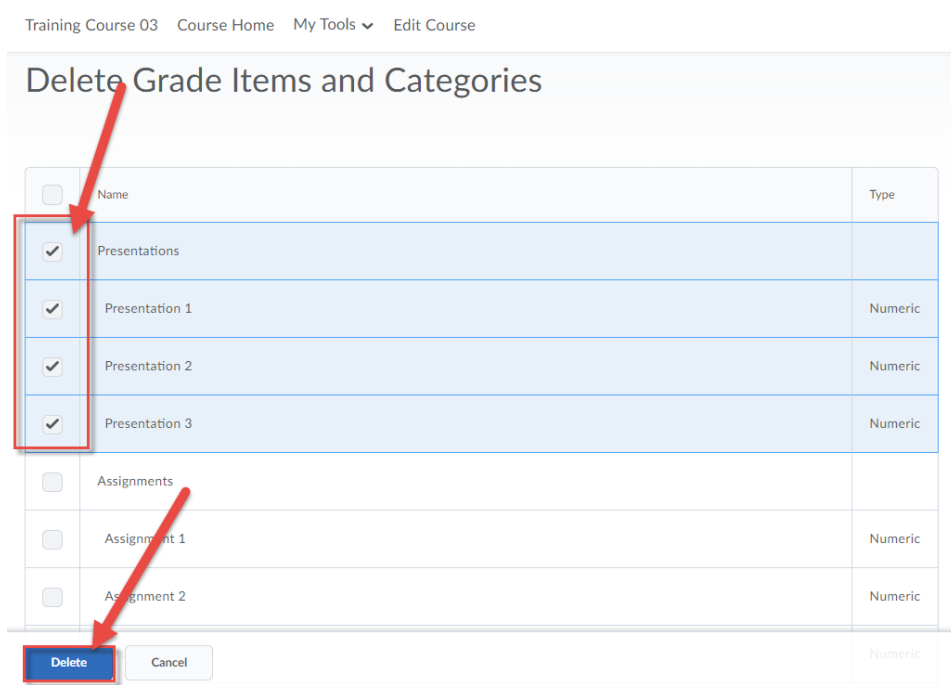 Training Course 03 Course Home My Tools Edit Course
Delete Grade Items and Categories
Name Type
Presentations
Presentation 1 Numeric
Presentation 2 Numeric
Presentation 3 Numeric
Assignments
Assignment 1 Numeric
Assignment 2 Numeric
Delete Cancel Numeric